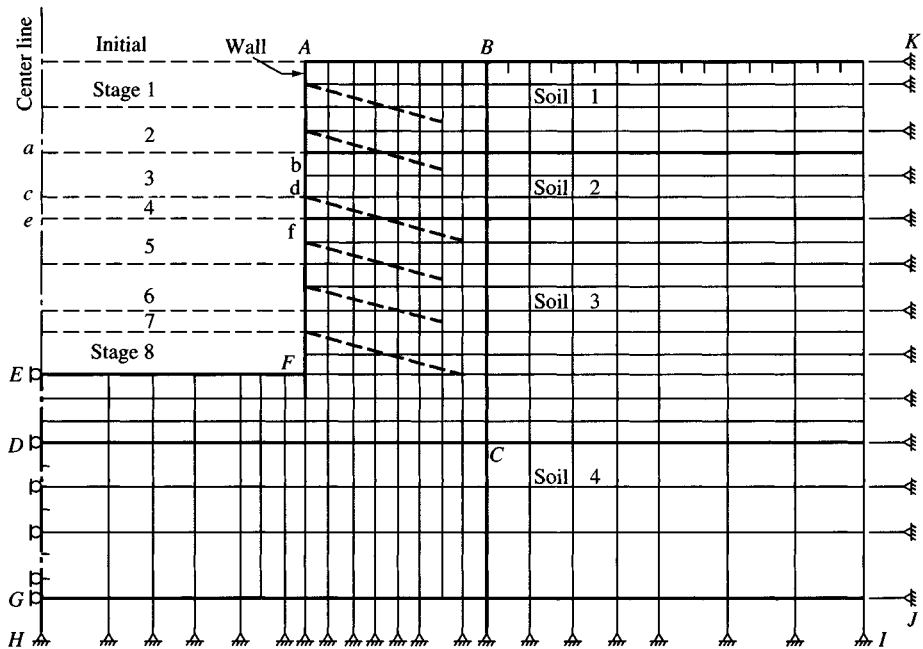 Center line
Initial
Wall
A
B
K
Stage 1
Soil 1
2
a
b
3
d
Soil 2
c
4
e
f
5
6
Soil 3
7
Stage 8
F
E
D
C
Soil 4
G
H
I
J